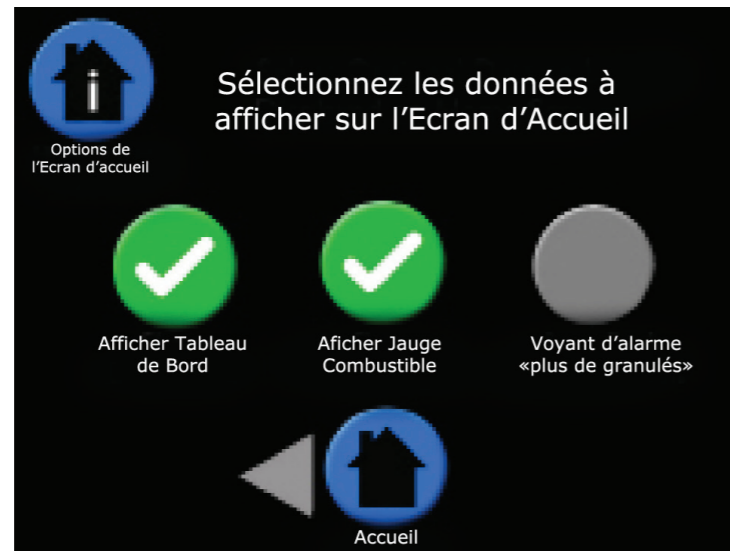 i
Sélectionnez les données à
afficher sur l’Ecran d’Accueil
Options de
l’Ecran d’accueil
Afficher Tableau
de Bord
Aficher Jauge
Combustible
Voyant d’alarme
«plus de granulés»
Accueil